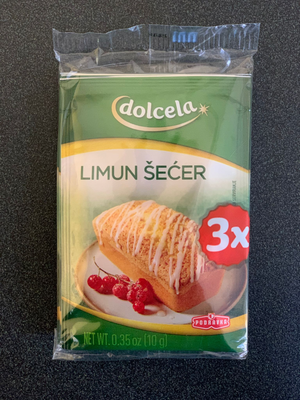 dolcela
LIMUN ŠEĆER
3x
NET WT. 0.35 oz (10 g)
PODRAVKA